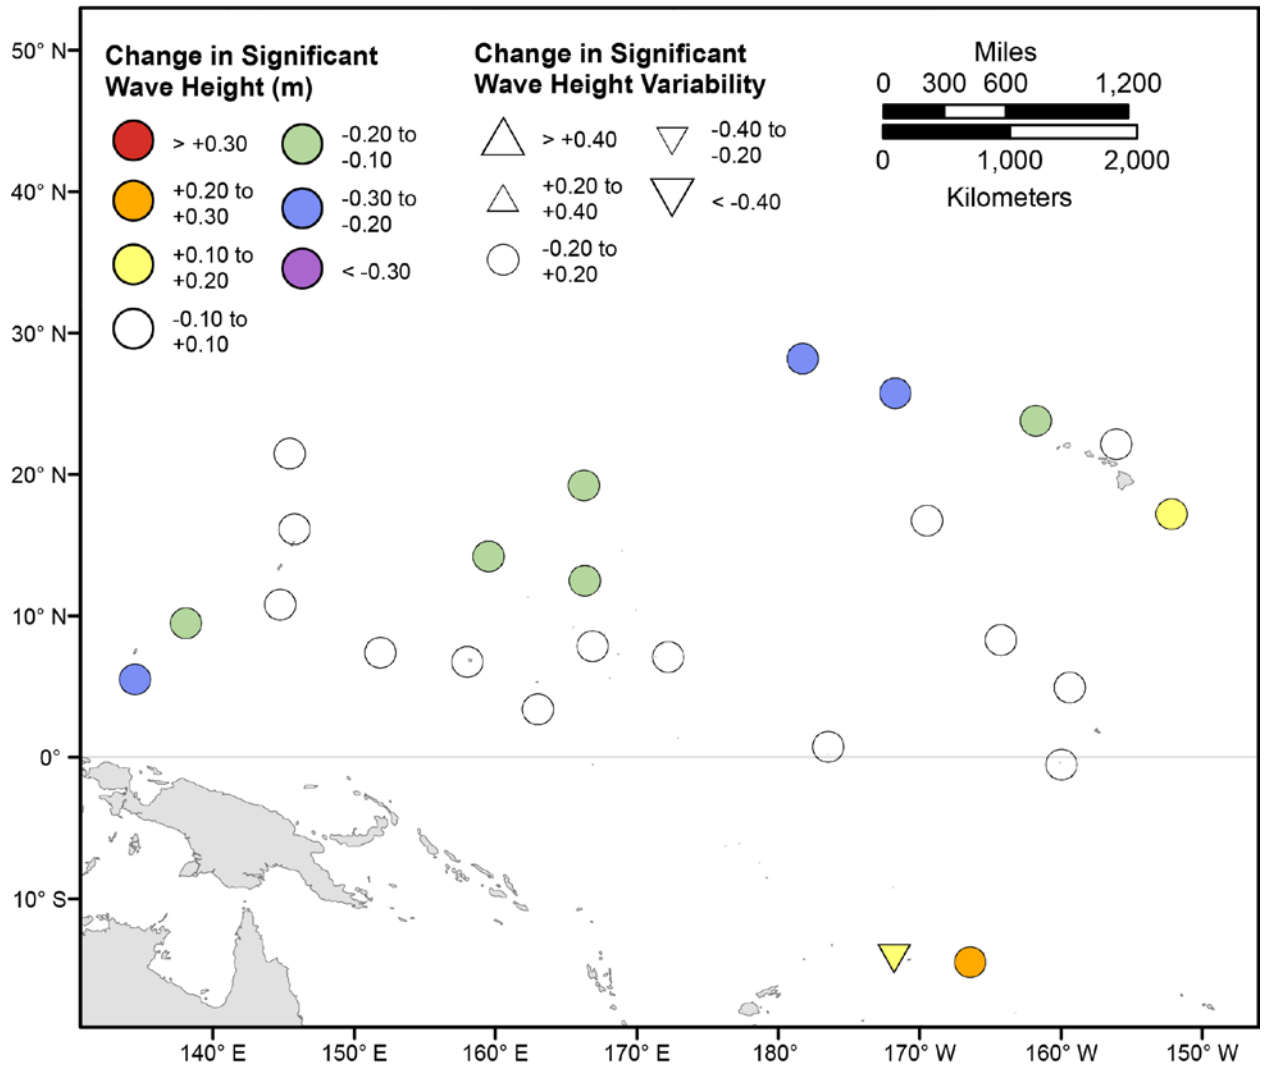 Change in Significant
Wave Height (m)
> +0.30
+0.20 to
+0.30
+0.10 to
+0.20
-0.10 to
+0.10
-0.20 to
-0.10
-0.30 to
-0.20
< -0.30
Change in Significant
Wave Height Variability
> +0.40
+0.20 to
+0.40
-0.20 to
+0.20
-0.40 to
-0.20
< -0.40
Miles
0 300 600 1,200
0 1,000 2,000
Kilometers
50° N
40° N
30° N
20° N
10° N
0°
10° S
140° E 150° E 160° E 170° E 180° 170° W 160° W 150° W